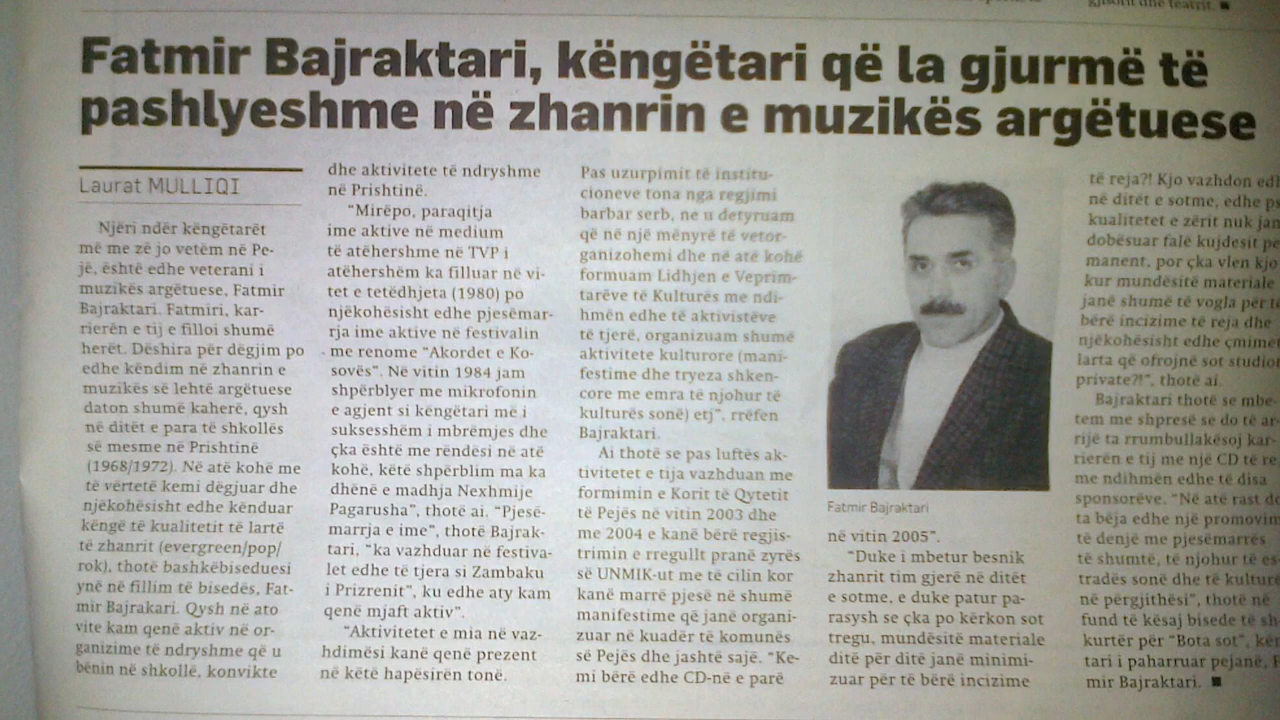 gjisorit dhe teatrit. ■
Fatmir Bajraktari, këngëtari që la gjurmë të
pashlyeshme në zhanrin e muzikës argëtuese
Laurat MULLIQI
Njëri ndër këngëtarët
më me zë jo vetëm në Pe-
jë, është edhe veterani i
muzikës argëtuese, Fatmir
Bajraktari. Fatmiri, kar-
rierën e tij e filloi shumë
herët. Dëshira për dëgjim po
edhe këndim në zhanrin e
muzikës së lehtë argëtuese
daton shumë kaherë, qysh
në ditët e para të shkollës
së mesme në Prishtinë
(1968/1972). Në atë kohë me
të vërtetë kemi dëgjuar dhe
njëkohësisht edhe kënduar
këngë të kualitetit të lartë
të zhanrit (evergreen/pop/
rok), thotë bashkëbiseduesi
ynë në fillim të bisedës, Fat-
mir Bajrakari. Qysh në ato
vite kam qenë aktiv në or-
ganizime të ndryshme që u
bënin në shkollë, konvikte
dhe aktivitete të ndryshme
në Prishtinë.
“Mirëpo, paraqitja
ime aktive në medium
të atëhershme në TVP i
atëhershëm ka filluar në vi-
tet e tetëdhjeta (1980) po
njëkohësisht edhe pjesëmar-
rja ime aktive në festivalin
me renome “Akordet e Ko-
sovës”. Në vitin 1984 jam
shpërblyer me mikrofonin
e agjent si këngëtari më i
suksesshëm i mbrëmjes dhe
çka është me rëndësi në atë
kohë, këtë shpërblim ma ka
dhënë e madhja Nexhmije
Pagarusha”, thotë ai. “Pjesë-
marrja e ime”, thotë Bajrak-
tari, “ka vazhduar në festiva-
let edhe të tjera si Zambaku
i Prizrenit”, ku edhe aty kam
qenë mjaft aktiv”.
“Aktivitetet e mia në vaz-
hdimësi kanë qenë prezent
në këtë hapësirën tonë.
Pas uzurpimit të institu-
cioneve tona nga regjimi
barbar serb, ne u detyruam
që në një mënyrë të vetor-
ganizohemi dhe në atë kohë
formuam Lidhjen e Veprim-
tarëve të Kulturës me ndi-
hmën edhe të aktivistëve
të tjerë, organizuam shumë
aktivitete kulturore (mani-
festime dhe tryeza shken-
core me emra të njohur të
kulturës sonë) etj”, rrëfen
Bajraktari.
Ai thotë se pas luftës ak-
tivitetet e tija vazhduan me
formimin e Korit të Qytetit
të Pejës në vitin 2003 dhe
me 2004 e kanë bërë regjis-
trimin e rregullt pranë zyrës
së UNMIK-ut me të cilin kor
kanë marrë pjesë në shumë
manifestime që janë organi-
zuar në kuadër të komunës
së Pejës dhe jashtë sajë. “Ke-
mi bërë edhe CD-në e parë
Fatmir Bajraktari
në vitin 2005”.
“Duke i mbetur besnik
zhanrit tim gjerë në ditët
e sotme, e duke patur pa-
rasysh se çka po kërkon sot
tregu, mundësitë materiale
ditë për ditë janë minimi-
zuar për të bërë incizime
të reja?! Kjo vazhdon
në ditët e sotme, edhe
kualitetet e zërit nuk
dobësuar falë kujdesit
manent, por çka vlen kjo
kur mundësitë materiale
janë shumë të vogla për
bërë incizime të reja dhe
njëkohësisht edhe
larta që ofrojnë sot
private?!”, thotë ai.
Bajraktari thotë se
tem me shpresë se do të
rijë ta rrumbullakësoj kar-
rierën e tij me një CD të
me ndihmën edhe të disa
sponsorëve. “Në atë rast
ta bëja edhe një
të denjë me pjesëmarrës
të shumtë, të njohur të
tradës sonë dhe të
në përgjithësi”, thotë në
fund të kësaj bisede të
kurtër për “Bota sot”,
tari i paharruar pejanë,
mir Bajraktari. ■